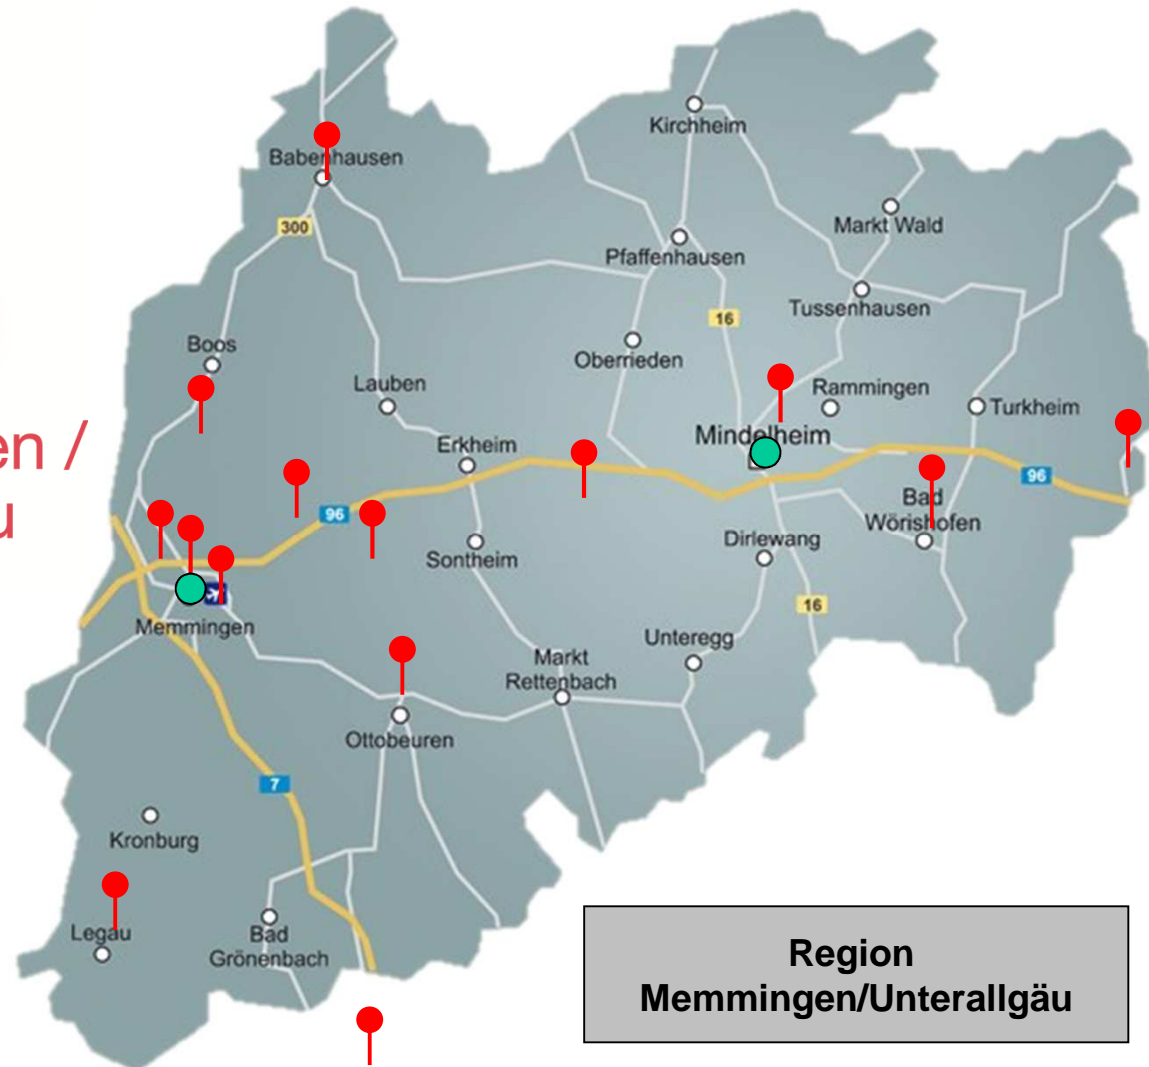 Kirchheim
Babenhausen
300
Markt Wald
Pfaffenhausen
Tussenhausen
16
Boos
Oberrieden
Lauben
Rammingen
Turkheim
en /
u
Erkheim
Mindelheim
96
96
Bad
Wörishofen
Sontheim
Dirlewang
16
Memmingen
Unteregg
Markt
Rettenbach
Ottobeuren
7
Kronburg
Legau
Bad
Grönenbach
Region
Memmingen/Unterallgäu